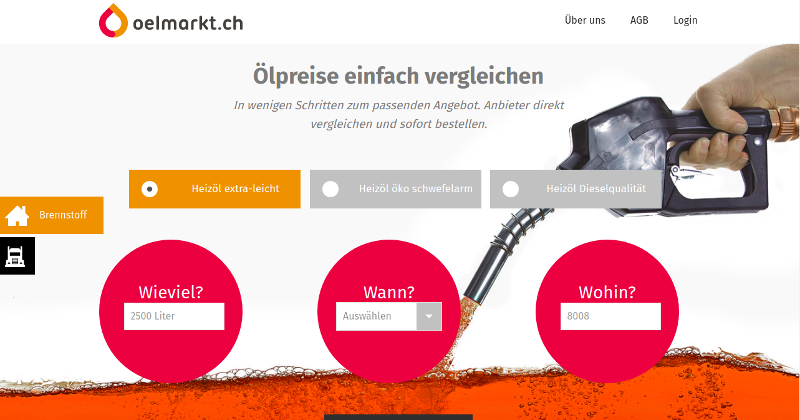 oelmarkt.ch
Über uns
AGB
Login
Ölpreise einfach vergleichen
In wenigen Schritten zum passenden Angebot. Anbieter direkt
vergleichen und sofort bestellen.
Heizöl extra-leicht
Heizöl öko schwefelarm
Heizöl Dieselqualität
Brennstoff
Wieviel?
2500 Liter
Wann?
Auswählen
Wohin?
8008